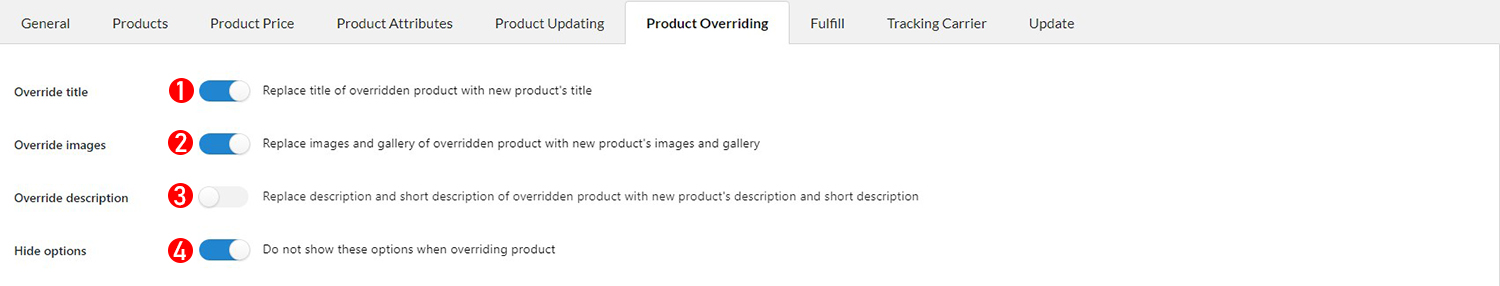 General Products Product Price Product Attributes Product Updating Product Overriding Fulfill Tracking Carrier Update
Override title 1 Replace title of overridden product with new product's title
Override images 2 Replace images and gallery of overridden product with new product's images and gallery
Override description 3 Replace description and short description of overridden product with new product's description and short description
Hide options 4 Do not show these options when overriding product